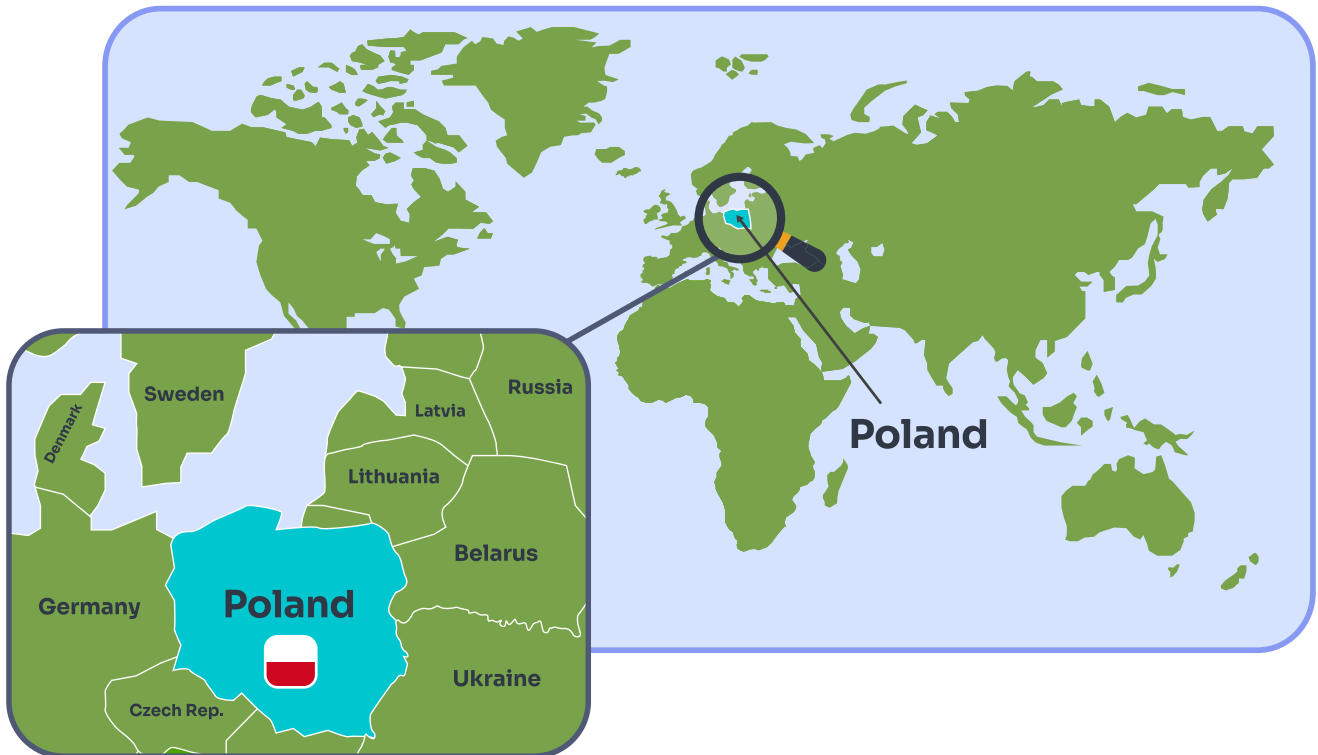 Sweden
Russia
Denmark
Latvia
Poland
Lithuania
Belarus
Poland
Germany
Ukraine
Czech Rep.